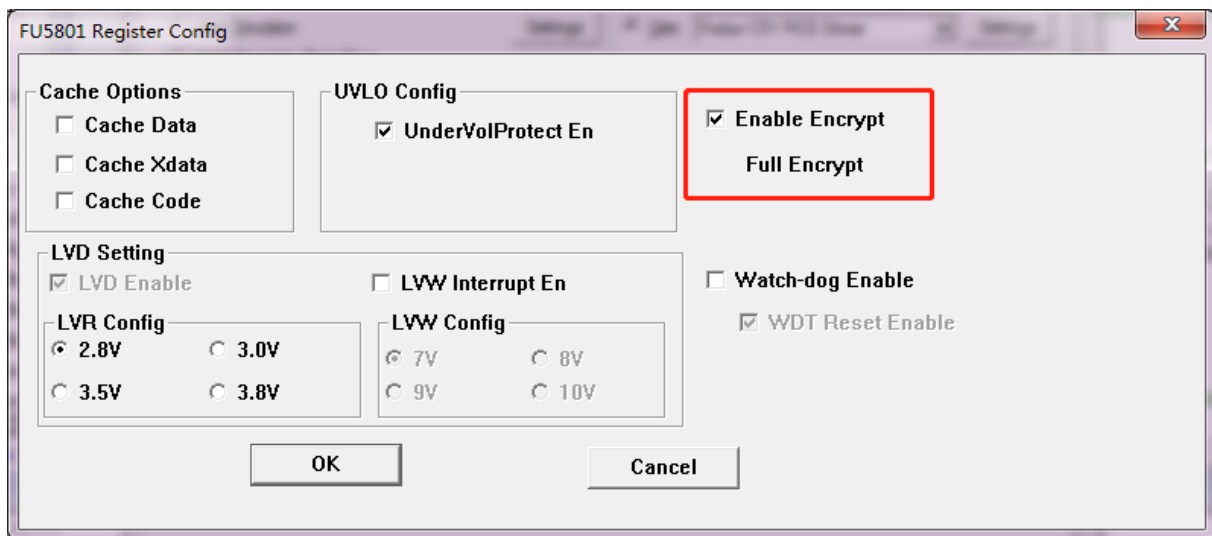 FU5801 Register Config
Cache Options
Cache Data
Cache Xdata
Cache Code
UVLO Config
UnderVolProtect En
Enable Encrypt
Full Encrypt
LVD Setting
LVD Enable
LVW Interrupt En
LVR Config
2.8V 3.0V
3.5V 3.8V
LVW Config
7V 8V
9V 10V
Watch-dog Enable
WDT Reset Enable
OK
Cancel